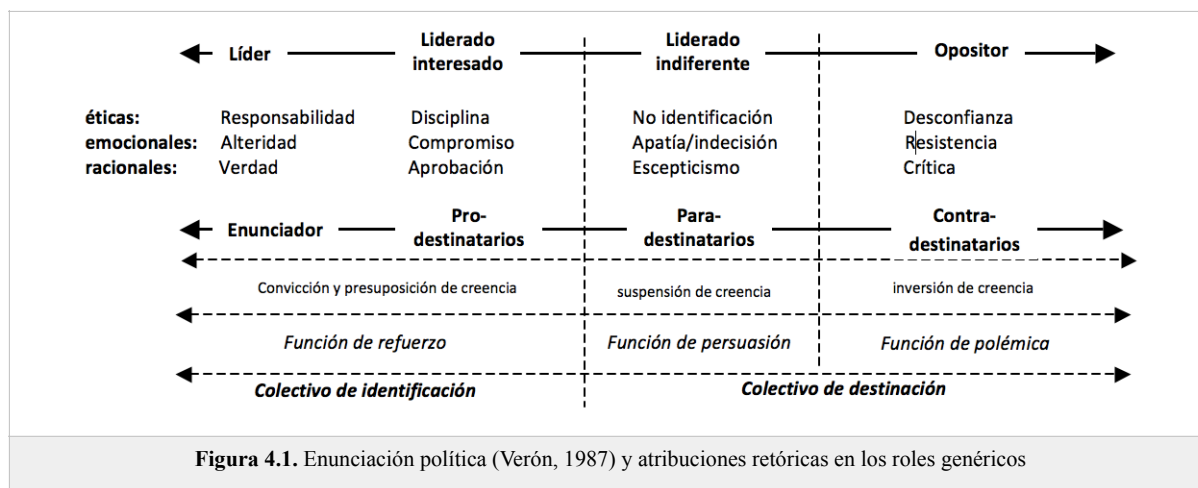 Líder Liderado interesado Liderado indiferente Opositor
éticas: Responsabilidad Disciplina No identificación Desconfianza
emocionales: Alteridad Compromiso Apatía/indecisión Resistencia
racionales: Verdad Aprobación Escepticismo Crítica
Enunciador Pro-destinatarios Para-destinatarios Contra-destinatarios
Convicción y presuposición de creencia suspensión de creencia inversión de creencia
Función de refuerzo Función de persuasión Función de polémica
Colectivo de identificación Colectivo de destinación
Figura 4.1. Enunciación política (Verón, 1987) y atribuciones retóricas en los roles genéricos